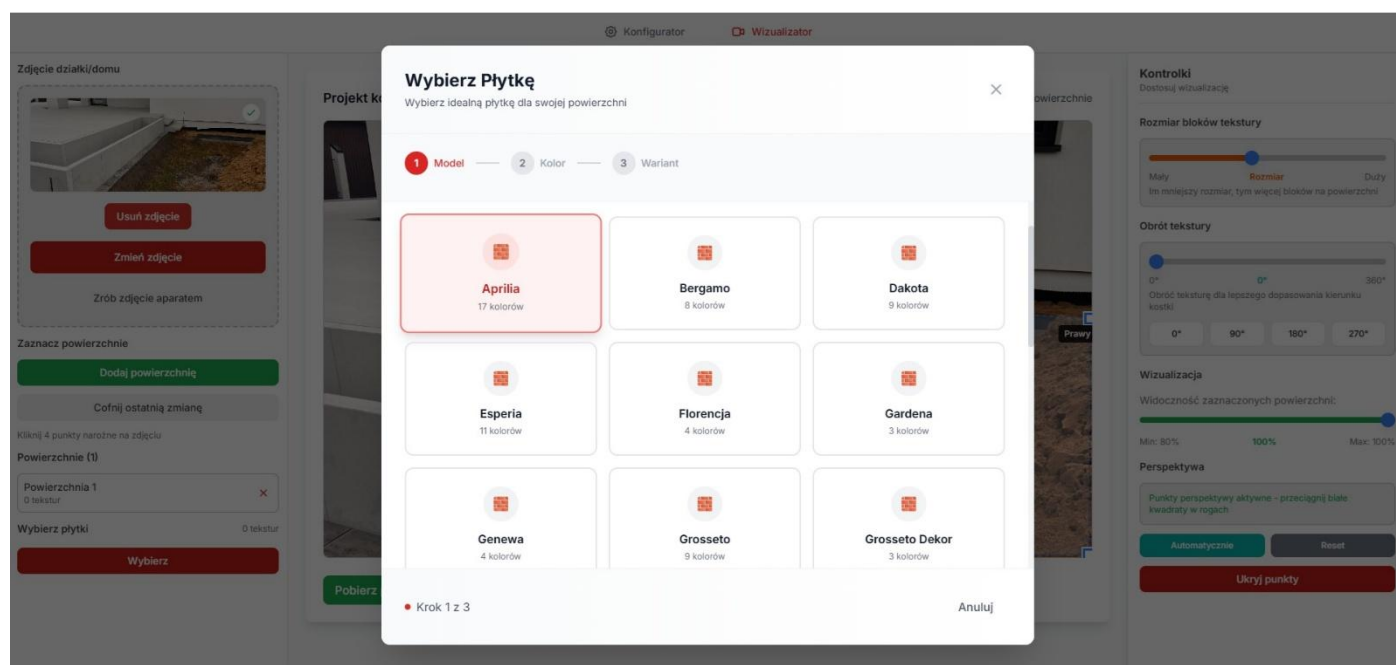 Konfigurator
Wizualizator
Zdjęcie działki/domu
Usuń zdjęcie
Zmień zdjęcie
Zrób zdjęcie aparatem
Zaznacz powierzchnie
Dodaj powierzchnię
Cofnij ostatnią zmianę
Kliknij 4 punkty narożne na zdjęciu
Powierzchnie (1)
Powierzchnia 1
0 tekstur
Wybierz płytki
0 tekstur
Wybierz
Projekt
Pobierz
Prawy
Wybierz Płytkę
Wybierz idealną płytkę dla swojej powierzchni
1 Model
2 Kolor
3 Wariant
Aprilia
17 kolorów
Bergamo
8 kolorów
Dakota
9 kolorów
Esperia
11 kolorów
Florencja
4 kolorów
Gardena
3 kolorów
Genewa
4 kolorów
Grosseto
9 kolorów
Grosseto Dekor
3 kolorów
Krok 1 z 3
Anuluj
Kontrolki
Dostosuj wizualizację
Rozmiar bloków tekstury
Mały
Rozmiar
Duży
Im mniejszy rozmiar, tym więcej bloków na powierzchni
Obrót tekstury
0°
0°
360°
Obróć teksturę dla lepszego dopasowania kierunku
kostki
0°
90°
180°
270°
Wizualizacja
Widoczność zaznaczonych powierzchni:
Min: 80%
100%
Max: 100%
Perspektywa
Punkty perspektywy aktywne - przeciągnij białe
kwadraty w rogach
Automatycznie
Reset
Ukryj punkty